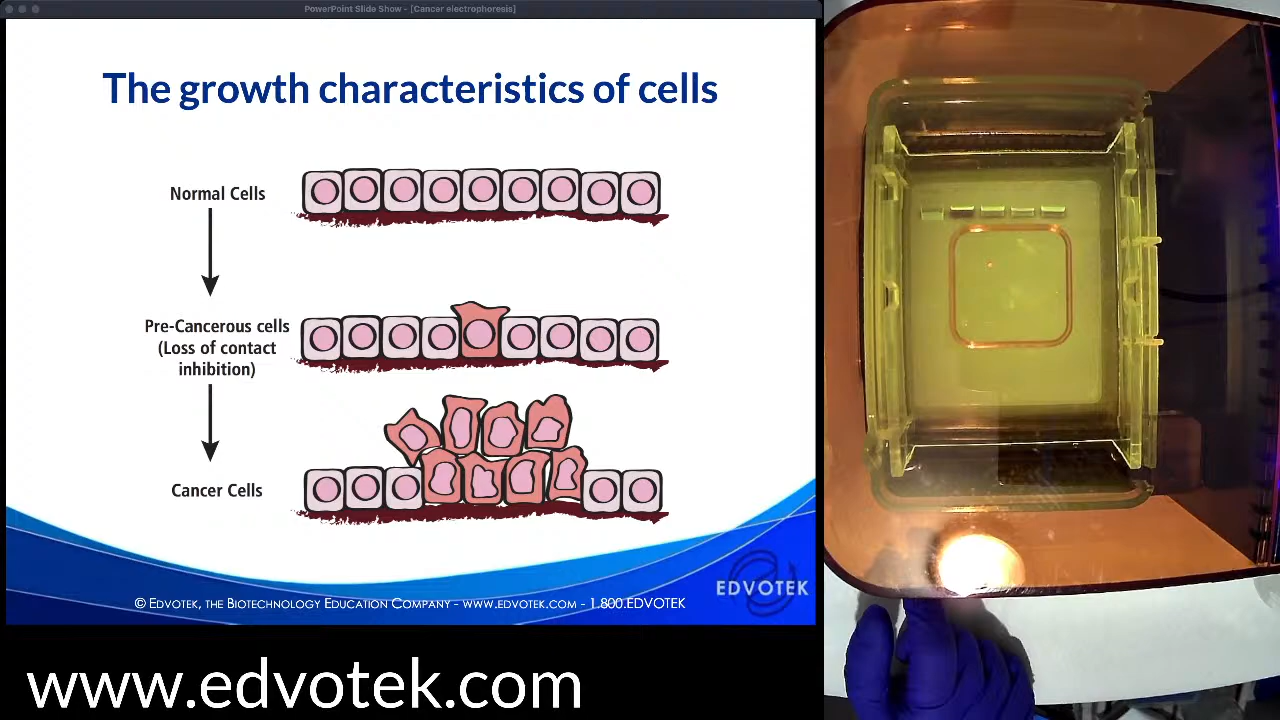 PowerPoint Slide Show - [Cancer electrophoresis]
The growth characteristics of cells
Normal Cells
Pre-Cancerous cells
(Loss of contact
inhibition)
Cancer Cells
EDVOTEK
© EDVOTEK, THE BIOTECHNOLOGY EDUCATION COMPANY - WWW.EDVOTEK.COM - 1.800.EDVOTEK
www.edvotek.com